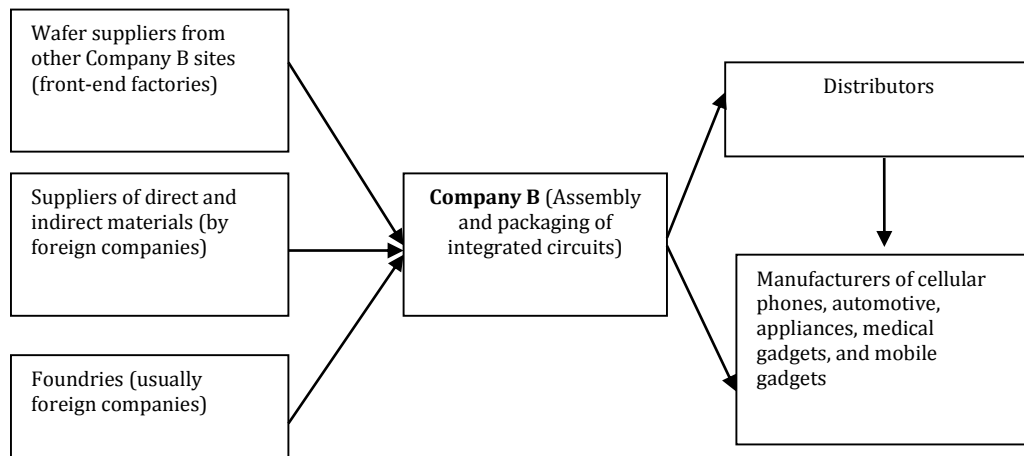 Wafer suppliers from
other Company B sites
(front-end factories)
Suppliers of direct and
indirect materials (by
foreign companies)
Foundries (usually
foreign companies)
Company B (Assembly
and packaging of
integrated circuits)
Distributors
Manufacturers of cellular
phones, automotive,
appliances, medical
gadgets, and mobile
gadgets